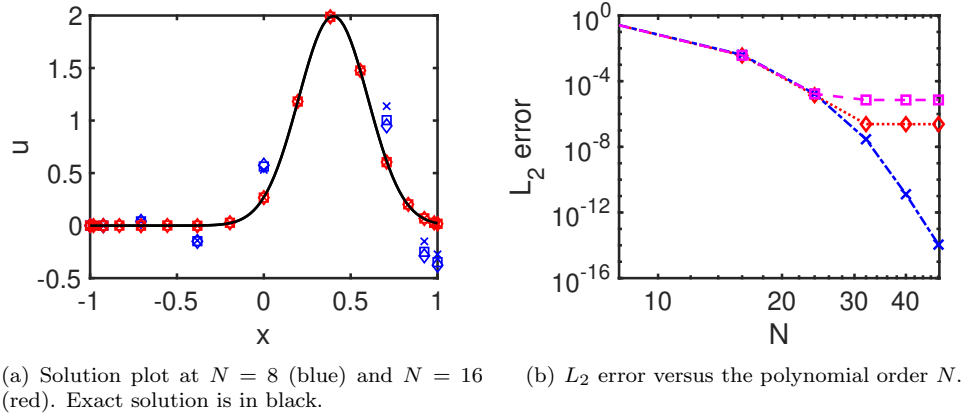 2
1.5
1
0.5
0
-0.5
u
-1
-0.5
0
0.5
1
x
10^0
10^-4
10^-8
10^-12
10^-16
L_2 error
10
20
30
40
N
(a) Solution plot at N = 8 (blue) and N = 16
(red). Exact solution is in black.
(b) L_2 error versus the polynomial order N.